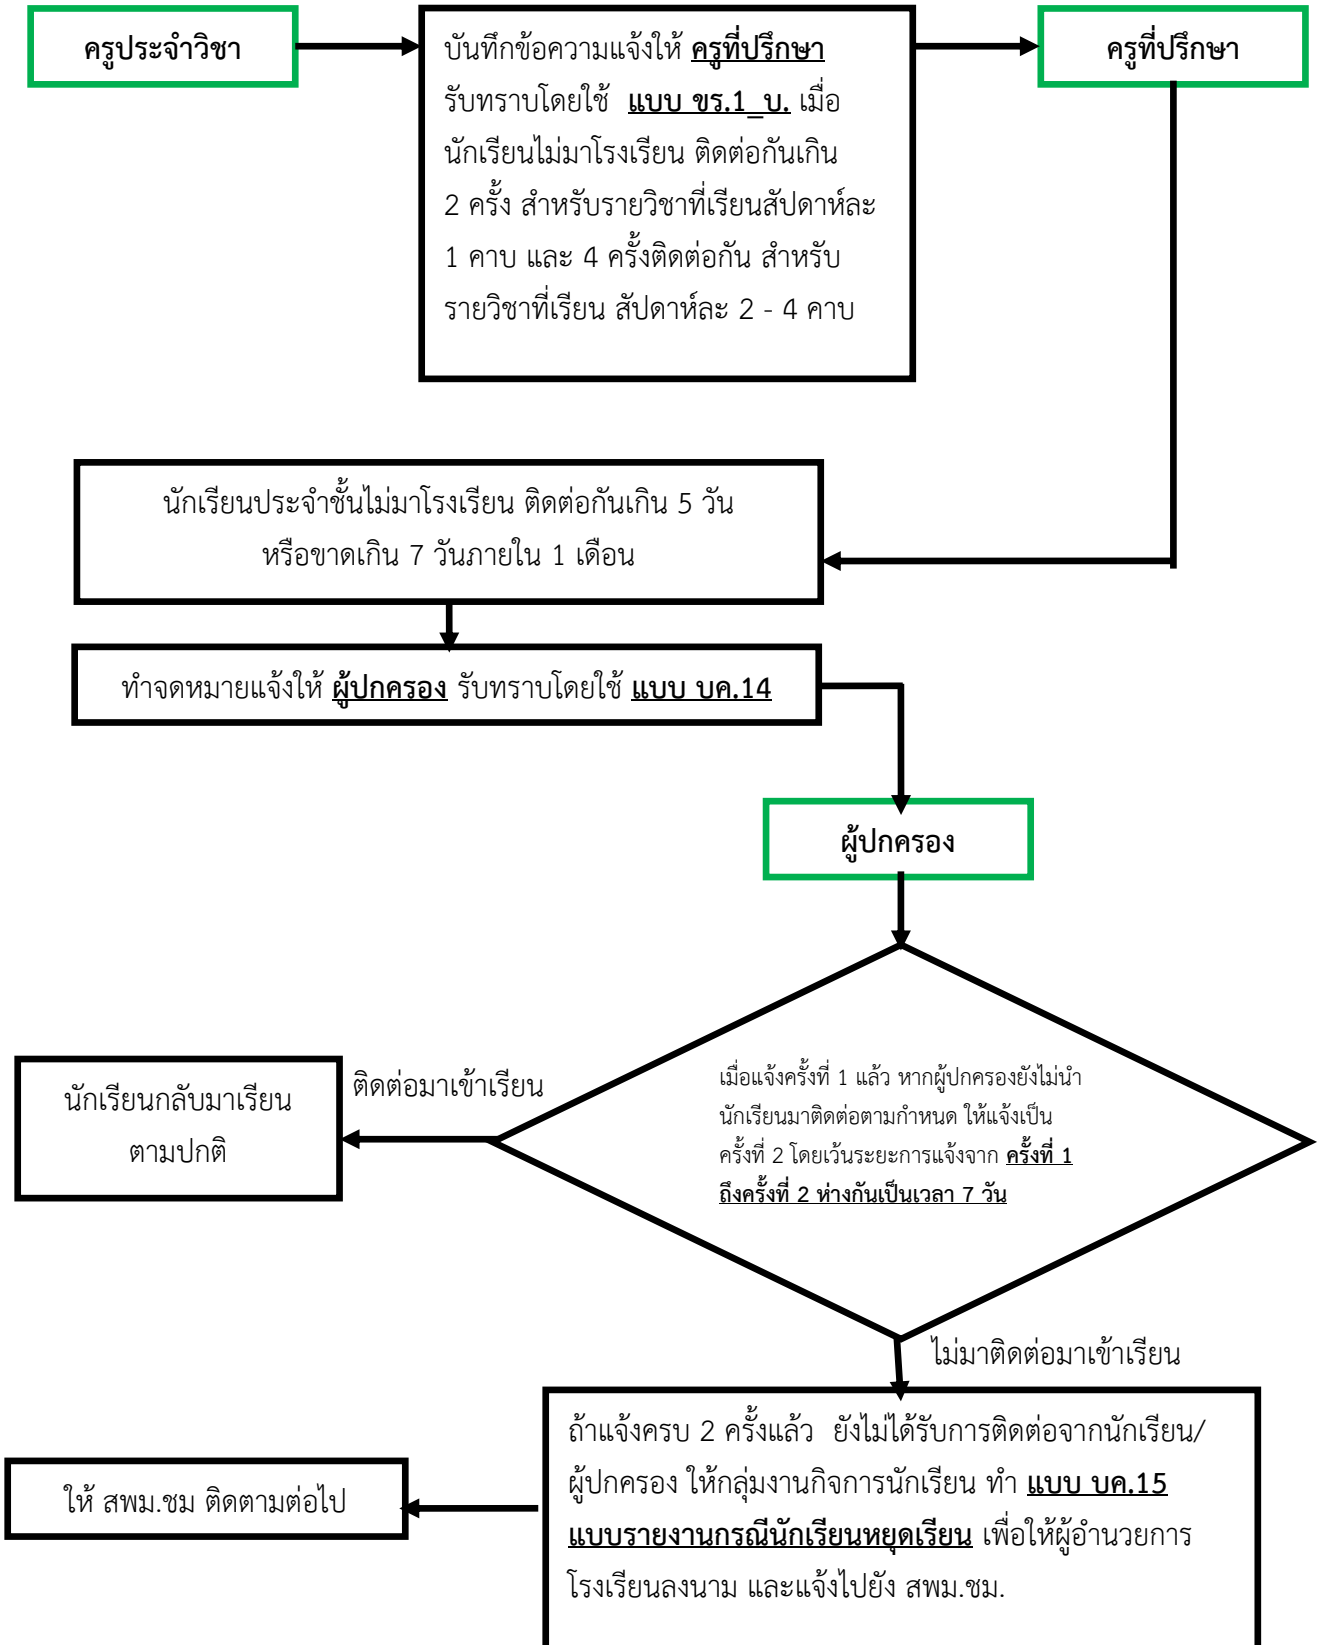 ครูประจำวิชา
บันทึกข้อความแจ้งให้ ครูที่ปรึกษา
รับทราบโดยใช้ แบบ ขร.1_บ. เมื่อ
นักเรียนไม่มาโรงเรียน ติดต่อกันเกิน
2 ครั้ง สำหรับรายวิชาที่เรียนสัปดาห์ละ
1 คาบ และ 4 ครั้งติดต่อกัน สำหรับ
รายวิชาที่เรียน สัปดาห์ละ 2 - 4 คาบ
ครูที่ปรึกษา
นักเรียนประจำชั้นไม่มาโรงเรียน ติดต่อกันเกิน 5 วัน
หรือขาดเกิน 7 วันภายใน 1 เดือน
ทำจดหมายแจ้งให้ ผู้ปกครอง รับทราบโดยใช้ แบบ บค.14
ผู้ปกครอง
เมื่อแจ้งครั้งที่ 1 แล้ว หากผู้ปกครองยังไม่นำ
นักเรียนมาติดต่อตามกำหนด ให้แจ้งเป็น
ครั้งที่ 2 โดยเว้นระยะการแจ้งจาก ครั้งที่ 1
ถึงครั้งที่ 2 ห่างกันเป็นเวลา 7 วัน
ติดต่อมาเข้าเรียน
นักเรียนกลับมาเรียน
ตามปกติ
ไม่มาติดต่อมาเข้าเรียน
ถ้าแจ้งครบ 2 ครั้งแล้ว ยังไม่ได้รับการติดต่อจากนักเรียน/
ผู้ปกครอง ให้กลุ่มงานกิจการนักเรียน ทำ แบบ บค.15
แบบรายงานกรณีนักเรียนหยุดเรียน เพื่อให้ผู้อำนวยการ
โรงเรียนลงนาม และแจ้งไปยัง สพม.ชม.
ให้ สพม.ชม ติดตามต่อไป